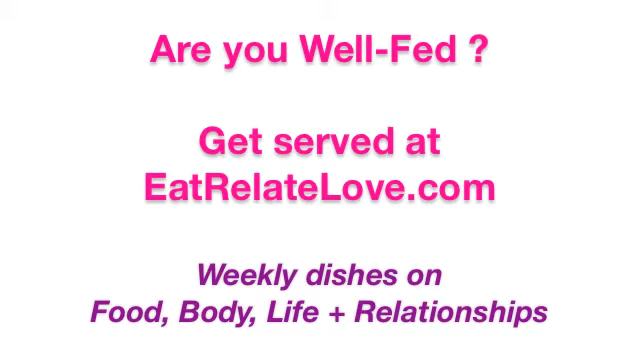 Are you Well-Fed ?
Get served at
EatRelateLove.com
Weekly dishes on
Food, Body, Life + Relationships